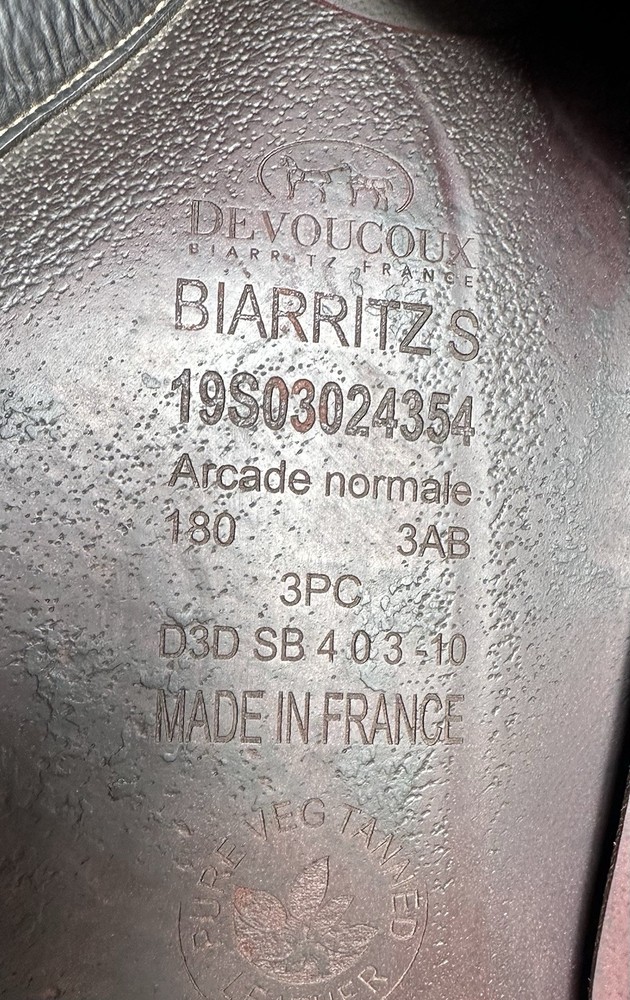 DEVOUCOUX
BIARRITZ FRANCE
BIARRITZ S
19S03024354
Arcade normale
180 3AB
3PC
D3D SB 4 0 3 -10
MADE IN FRANCE
PURE VEG TANNED
LEATHER